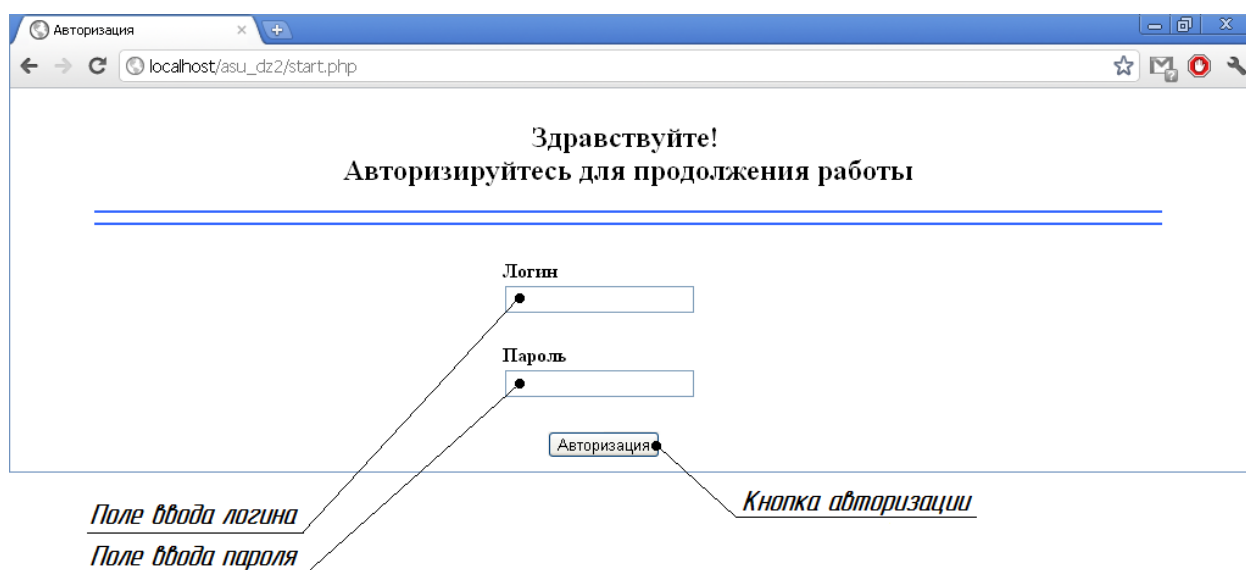 Авторизация
localhost/asu_dz2/start.php
Здравствуйте!
Авторизируйтесь для продолжения работы
Логин
Пароль
Авторизация
Кнопка авторизации
Поле ввода логина
Поле ввода пароля